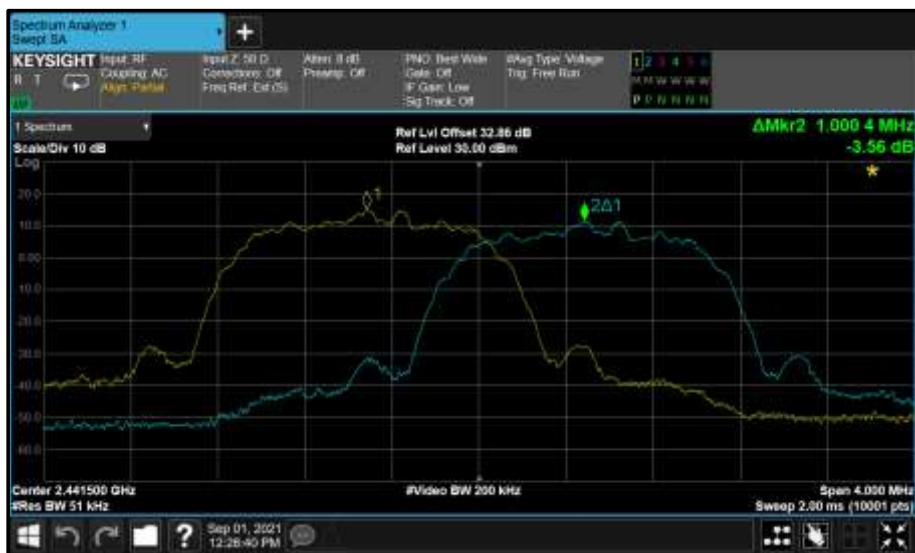 Spectrum Analyzer 1
Swept SA
+
KEYSIGHT Input: RF Input Z: 50 Ω Atten: 8 dB PNO: Best Wide #Avg Type: Voltage 1 2 3 4 5 6
R T Coupling: AC Corrections: Off Preamp: Off Gate: Off Trig: Free Run M M W W W W
Align: Partial Freq Ref: Ext (S) IF Gain: Low
Sig Track: Off P P N N N N
1 Spectrum Ref Lvl Offset 32.86 dB ΔMkr2 1.000 4 MHz
Scale/Div 10 dB Ref Level 30.00 dBm -3.56 dB
Log
20.0
1
2Δ1
10.0
0.00
-10.0
-20.0
-30.0
-40.0
-50.0
-60.0
Center 2.441500 GHz #Video BW 200 kHz Span 4.000 MHz
#Res BW 51 kHz Sweep 2.00 ms (10001 pts)
? Sep 01, 2021
12:28:40 PM